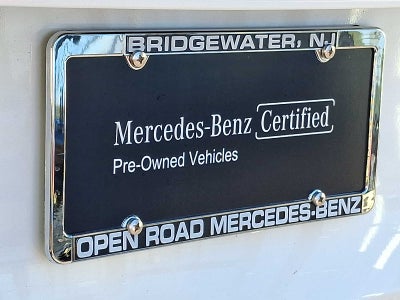 BRIDGEWATER, NJ
Mercedes-Benz Certified
Pre-Owned Vehicles
OPEN ROAD MERCEDES-BENZ